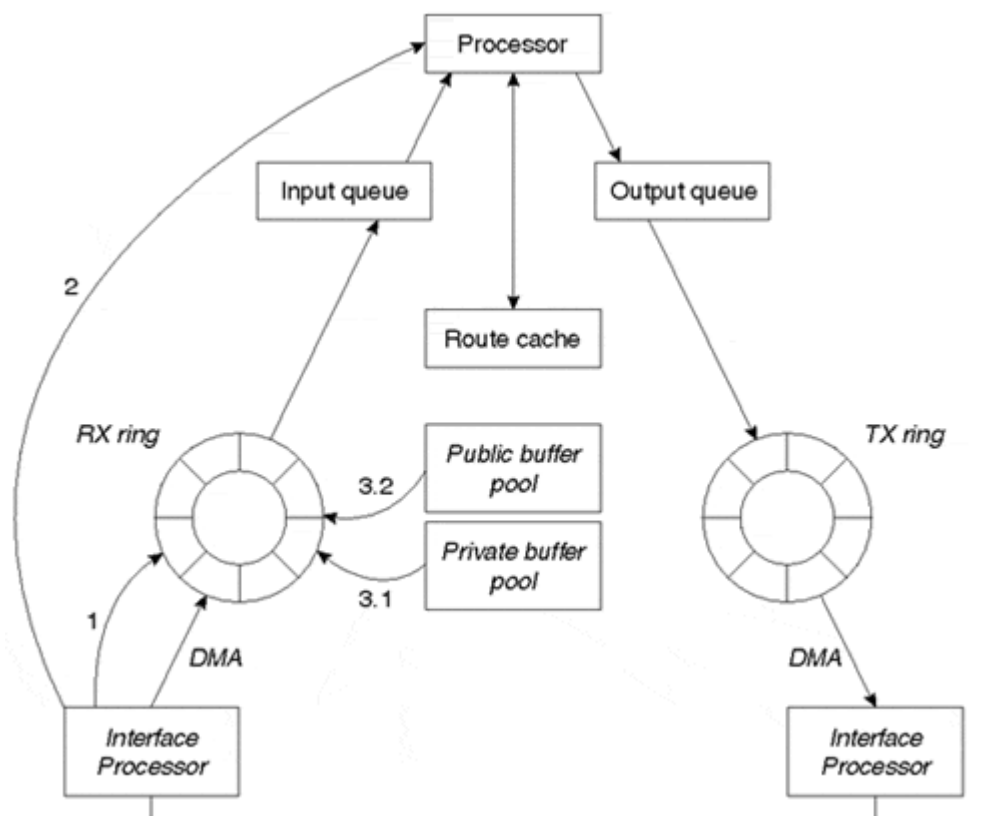 Processor
Input queue
Output queue
2
Route cache
RX ring
TX ring
Public buffer
pool
3.2
Private buffer
pool
3.1
1
DMA
DMA
Interface
Processor
Interface
Processor